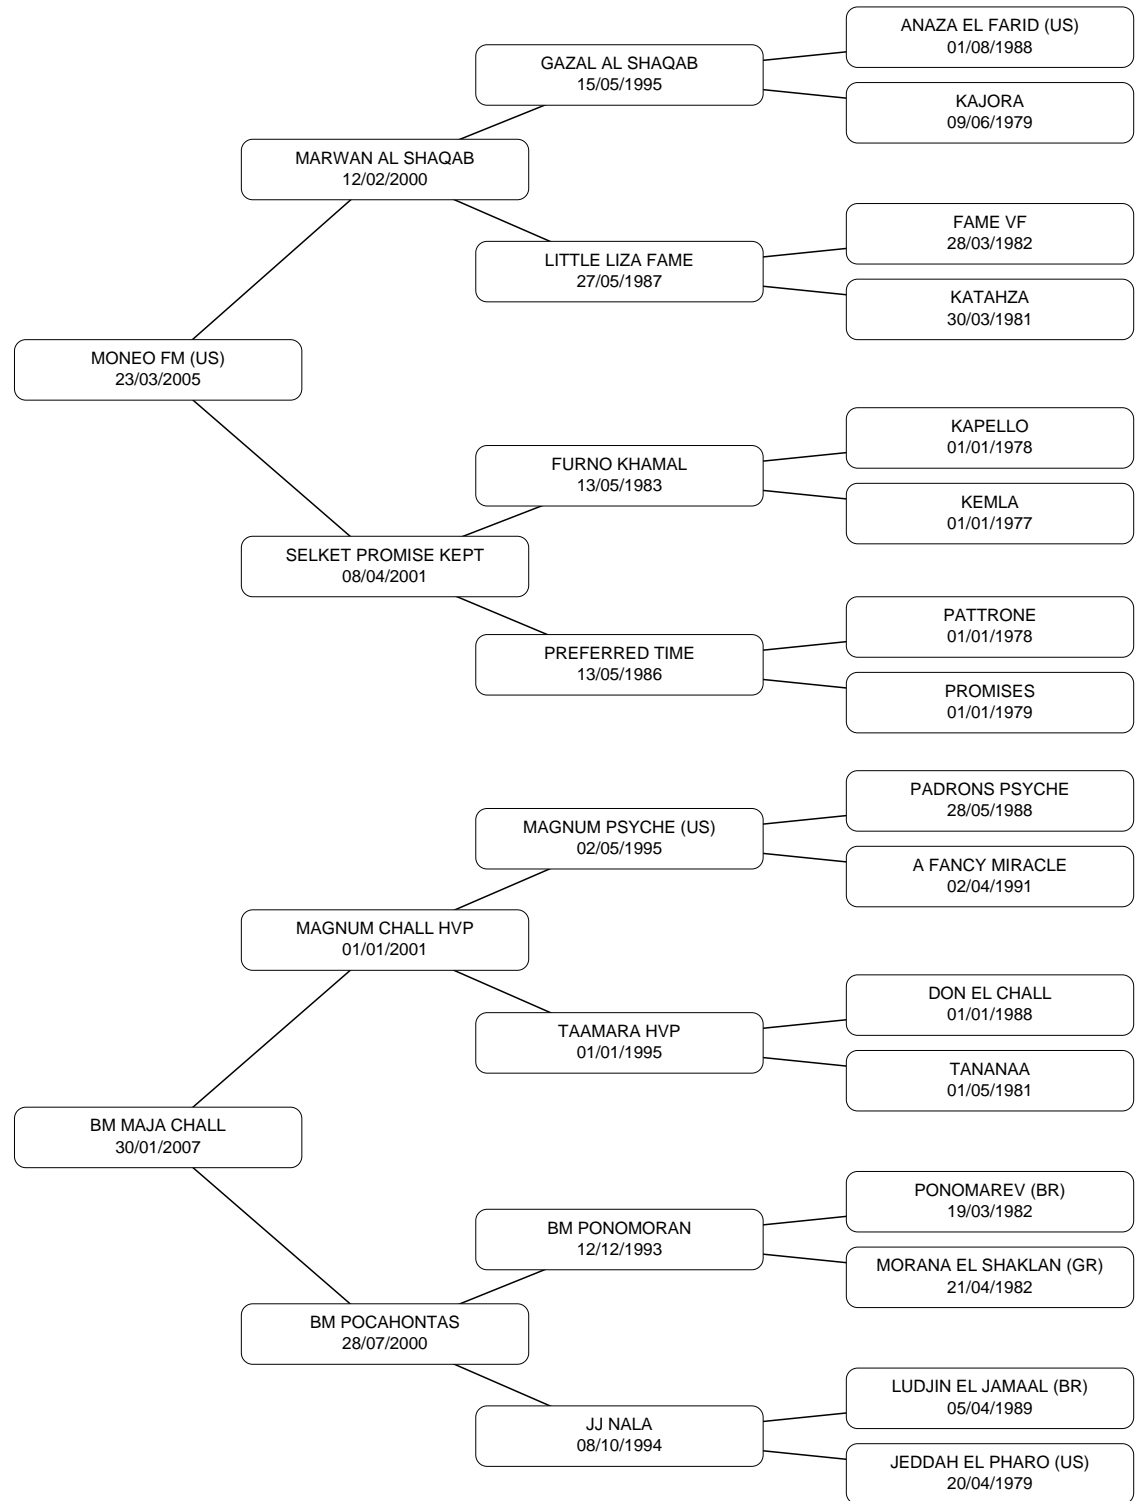 ANAZA EL FARID (US)
01/08/1988
GAZAL AL SHAQAB
15/05/1995
KAJORA
09/06/1979
MARWAN AL SHAQAB
12/02/2000
FAME VF
28/03/1982
LITTLE LIZA FAME
27/05/1987
KATAHZA
30/03/1981
MONEO FM (US)
23/03/2005
KAPELLO
01/01/1978
FURNO KHAMAL
13/05/1983
KEMLA
01/01/1977
SELKET PROMISE KEPT
08/04/2001
PATTRONE
01/01/1978
PREFERRED TIME
13/05/1986
PROMISES
01/01/1979
PADRONS PSYCHE
28/05/1988
MAGNUM PSYCHE (US)
02/05/1995
A FANCY MIRACLE
02/04/1991
MAGNUM CHALL HVP
01/01/2001
DON EL CHALL
01/01/1988
TAAMARA HVP
01/01/1995
TANANAA
01/05/1981
BM MAJA CHALL
30/01/2007
PONOMAREV (BR)
19/03/1982
BM PONOMORAN
12/12/1993
MORANA EL SHAKLAN (GR)
21/04/1982
BM POCAHONTAS
28/07/2000
LUDJIN EL JAMAAL (BR)
05/04/1989
JJ NALA
08/10/1994
JEDDAH EL PHARO (US)
20/04/1979